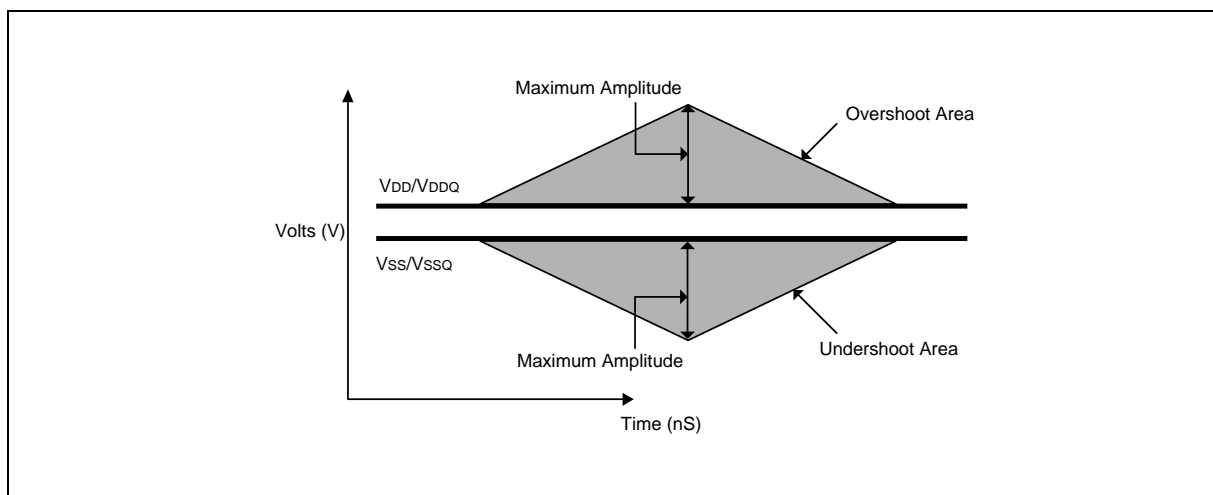 Maximum Amplitude
Overshoot Area
VDD/VDDQ
Volts (V)
VSS/VSSQ
Maximum Amplitude
Undershoot Area
Time (nS)